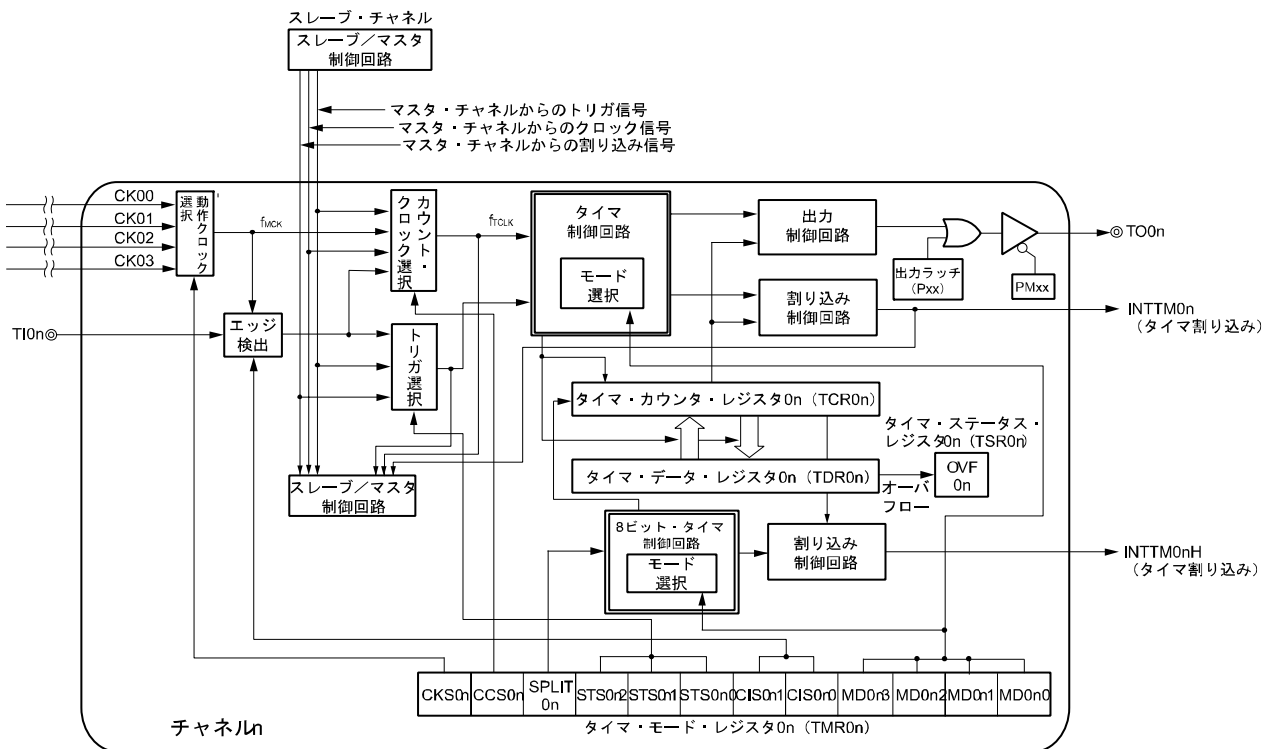 スレーブ・チャネル
スレーブ／マスタ
制御回路
マスタ・チャネルからのトリガ信号
マスタ・チャネルからのクロック信号
マスタ・チャネルからの割り込み信号
CK00
CK01
CK02
CK03
動作クロック
選択
fMCK
カウント・
クロック選択
fTCLK
タイマ
制御回路
モード
選択
出力
制御回路
出力ラッチ
(Pxx)
PMxx
TO0n
割り込み
制御回路
INTTM0n
(タイマ割り込み)
TI0n
エッジ
検出
トリガ選択
タイマ・カウンタ・レジスタ0n（TCR0n）
タイマ・ステータス・
レジスタ0n (TSR0n)
タイマ・データ・レジスタ0n（TDR0n）
OVF
0n
オーバ
フロー
スレーブ／マスタ
制御回路
8ビット・タイマ
制御回路
モード
選択
割り込み
制御回路
INTTM0nH
(タイマ割り込み)
CKS0n CCS0n SPLIT
0n STS0n2 STS0n1 STS0n0 CIS0n1 CIS0n0 MD0n3 MD0n2 MD0n1 MD0n0
タイマ・モード・レジスタ0n（TMR0n）
チャネルn